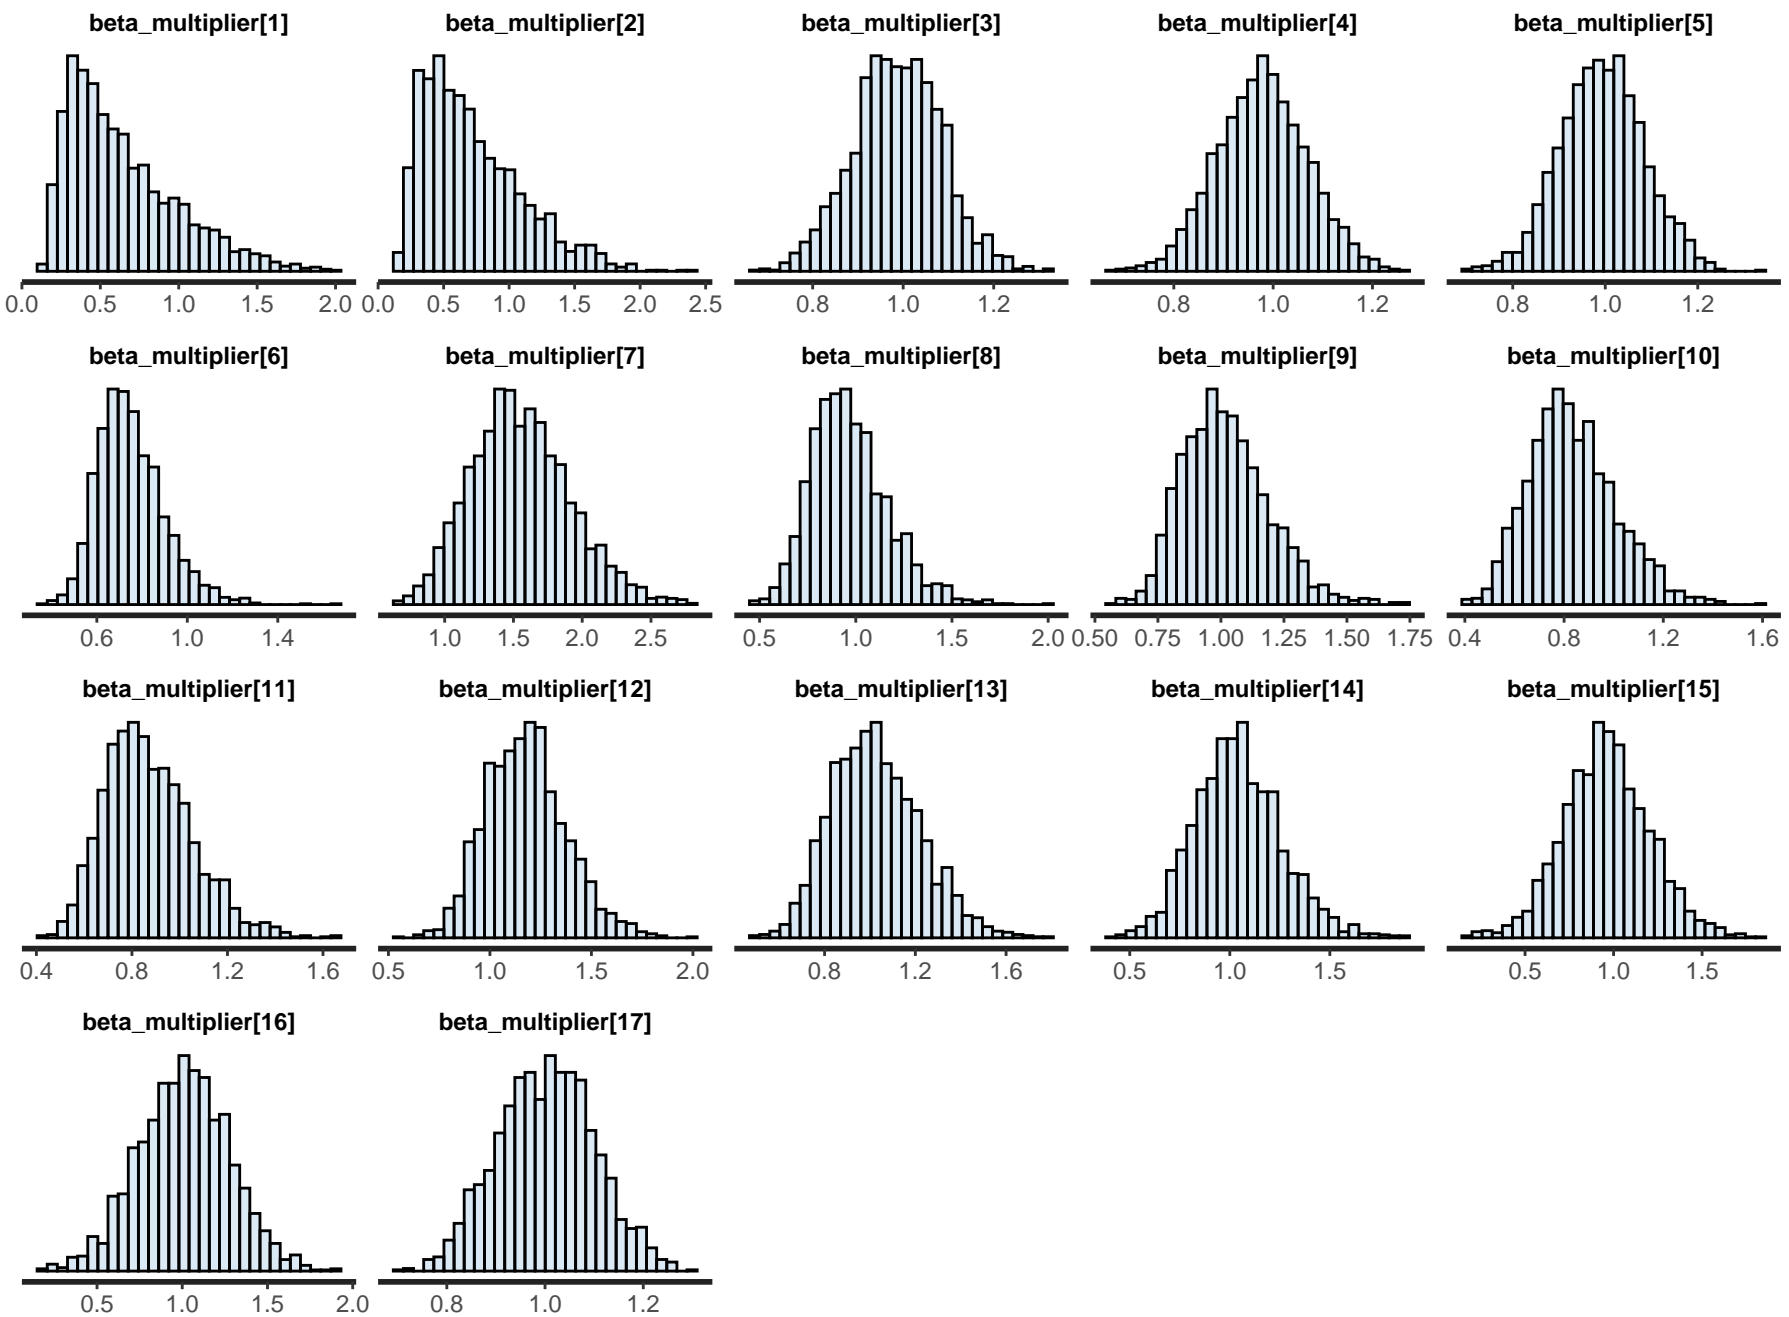 beta_multiplier[1] beta_multiplier[2] beta_multiplier[3] beta_multiplier[4] beta_multiplier[5]
0.0 0.5 1.0 1.5 2.0 0.0 0.5 1.0 1.5 2.0 2.5 0.8 1.0 1.2 0.8 1.0 1.2 0.8 1.0 1.2
beta_multiplier[6] beta_multiplier[7] beta_multiplier[8] beta_multiplier[9] beta_multiplier[10]
0.6 1.0 1.4 1.0 1.5 2.0 2.5 0.5 1.0 1.5 2.0 0.50 0.75 1.00 1.25 1.50 1.75 0.4 0.8 1.2 1.6
beta_multiplier[11] beta_multiplier[12] beta_multiplier[13] beta_multiplier[14] beta_multiplier[15]
0.4 0.8 1.2 1.6 0.5 1.0 1.5 2.0 0.8 1.2 1.6 0.5 1.0 1.5 0.5 1.0 1.5
beta_multiplier[16] beta_multiplier[17]
0.5 1.0 1.5 2.0 0.8 1.0 1.2